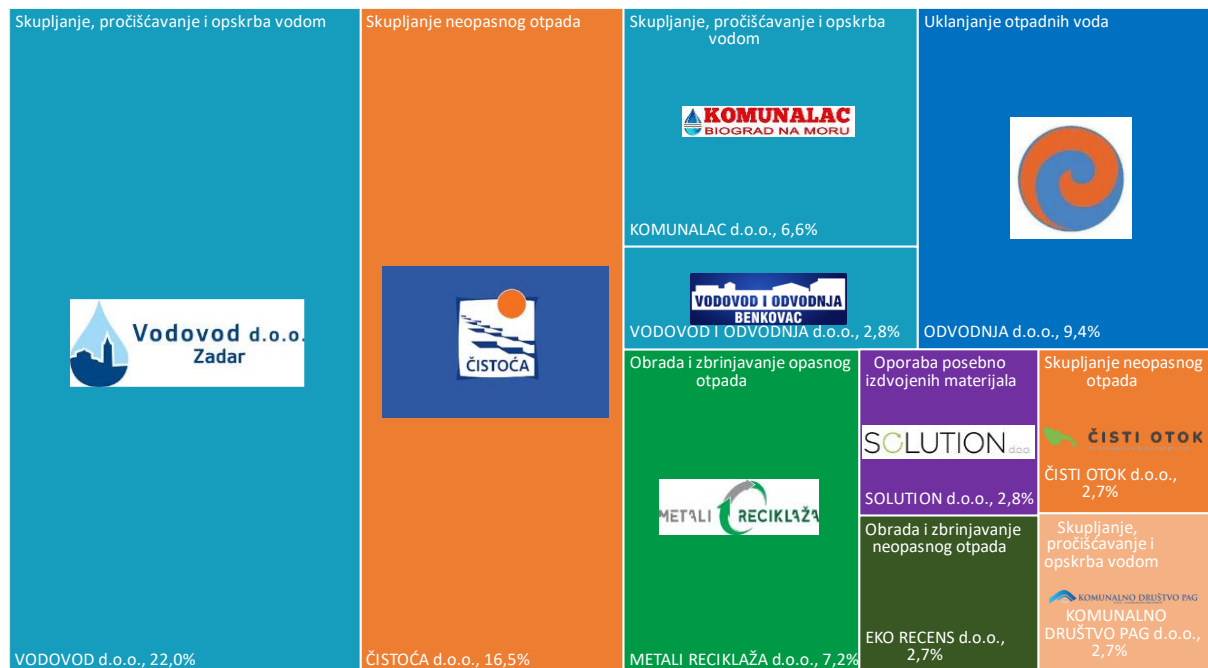 Skupljanje, pročišćavanje i opskrba vodom
Vodovod d.o.o.
Zadar
VODOVOD d.o.o., 22,0%
Skupljanje neopasnog otpada
ČISTOĆA
ČISTOĆA d.o.o., 16,5%
Skupljanje, pročišćavanje i opskrba
vodom
KOMUNALAC
BIOGRAD NA MORU
KOMUNALAC d.o.o., 6,6%
VODOVOD I ODVODNJA
BENKOVAC
VODOVOD I ODVODNJA d.o.o., 2,8%
Uklanjanje otpadnih voda
ODVODNJA d.o.o., 9,4%
Obrada i zbrinjavanje opasnog
otpada
METALI RECIKLAŽA
METALI RECIKLAŽA d.o.o., 7,2%
Oporaba posebno
izdvojenih materijala
SOLUTION d.o.o.
SOLUTION d.o.o., 2,8%
Skupljanje neopasnog
otpada
ČISTI OTOK
ČISTI OTOK d.o.o.,
2,7%
Obrada i zbrinjavanje
neopasnog otpada
EKO RECENS d.o.o.,
2,7%
Skupljanje,
pročišćavanje i
opskrba vodom
KOMUNALNO DRUŠTVO PAG
KOMUNALNO
DRUŠTVO PAG d.o.o.,
2,7%